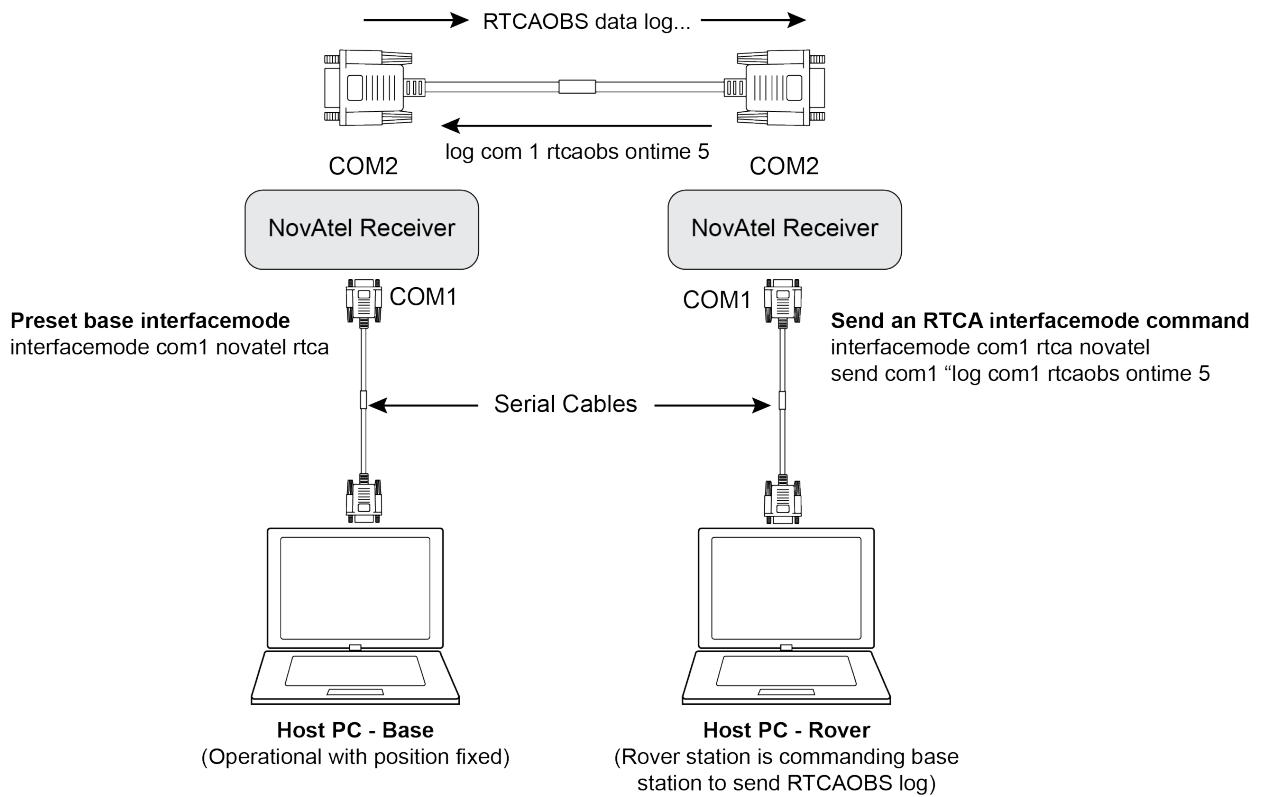 RTCAOBS data log...
log com 1 rtcaobs ontime 5
COM2
COM2
NovAtel Receiver
NovAtel Receiver
COM1
COM1
Preset base interfacemode
interfacemode com1 novatel rtca
Send an RTCA interfacemode command
interfacemode com1 rtca novatel
send com1 “log com1 rtcaobs ontime 5
Serial Cables
Host PC - Base
(Operational with position fixed)
Host PC - Rover
(Rover station is commanding base
station to send RTCAOBS log)